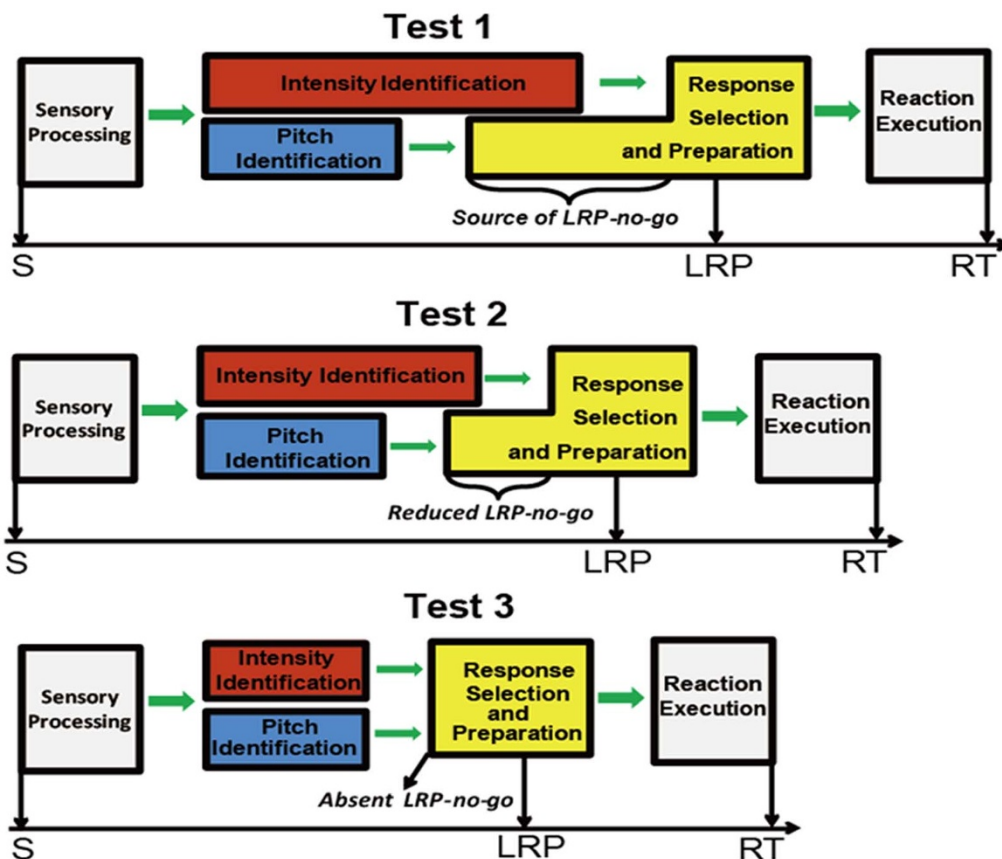 Test 1
Sensory
Processing
Intensity Identification
Pitch
Identification
Response
Selection
and Preparation
Reaction
Execution
Source of LRP-no-go
S
LRP
RT
Test 2
Sensory
Processing
Intensity Identification
Pitch
Identification
Response
Selection
and Preparation
Reaction
Execution
Reduced LRP-no-go
S
LRP
RT
Test 3
Sensory
Processing
Intensity
Identification
Pitch
Identification
Response
Selection
and
Preparation
Reaction
Execution
Absent LRP-no-go
S
LRP
RT